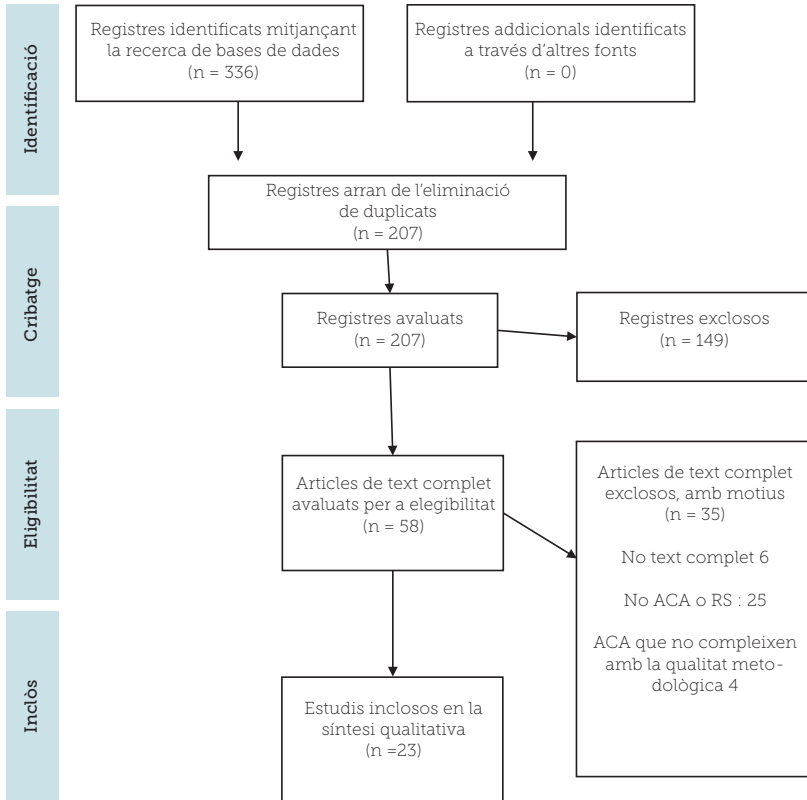 Identificació
Registres identificats mitjançant
la recerca de bases de dades
(n = 336)
Registres addicionals identificats
a través d’altres fonts
(n = 0)
Registres arran de l’eliminació
de duplicats
(n = 207)
Cribatge
Registres avaluats
(n = 207)
Registres exclosos
(n = 149)
Eligibilitat
Articles de text complet
avaluats per a elegibilitat
(n = 58)
Articles de text complet
exclosos, amb motius
(n = 35)
No text complet 6
No ACA o RS : 25
ACA que no compleixen
amb la qualitat meto-
dològica 4
Inclòs
Estudis inclosos en la
síntesi qualitativa
(n =23)